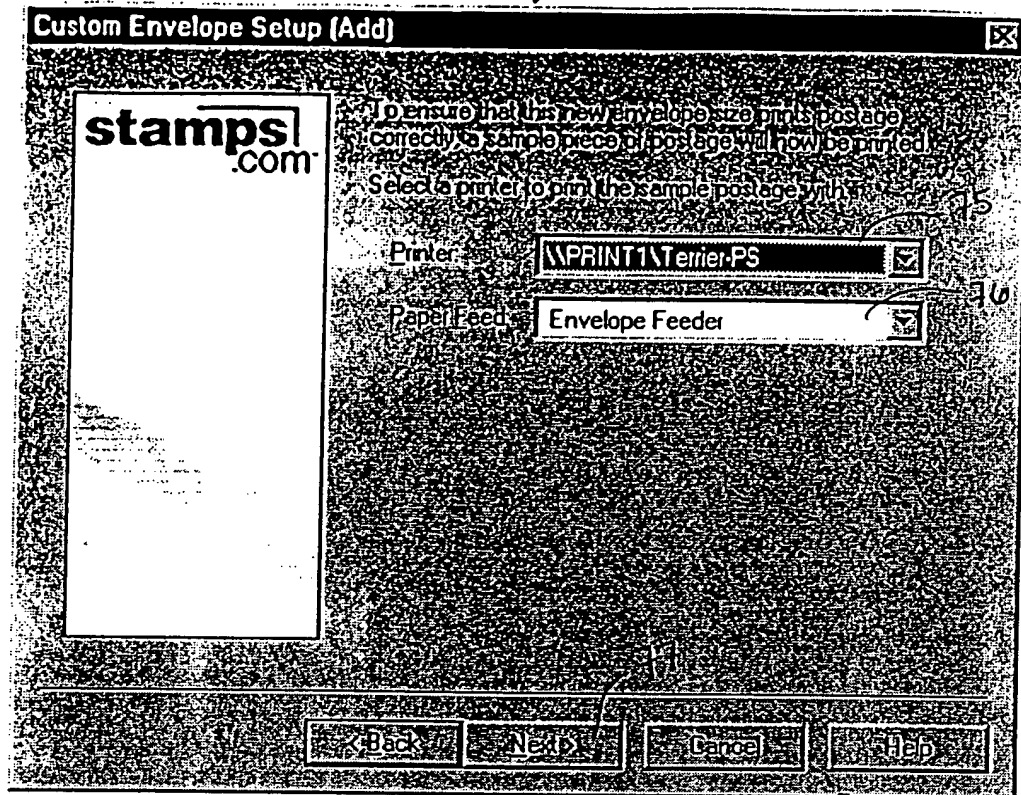 Custom Envelope Setup (Add)
stamps
.com
To ensure that this new envelope size prints postage
correctly, a sample piece of postage will now be printed.
Select a printer to print the sample postage with.
75
Printer: \\PRINT1\Terrier-PS
76
Paper Feed: Envelope Feeder
< Back Next > Cancel Help